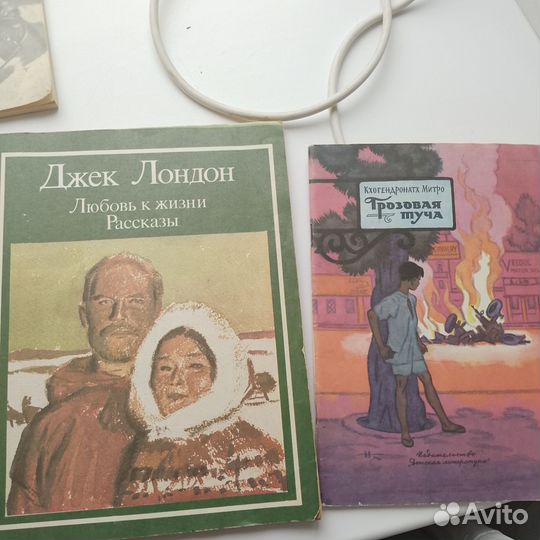 Джек Лондон
Любовь к жизни
Рассказы
Кхогендронатх Митро
Грозовая
туча
Издательство
"Детская литература"
Avito